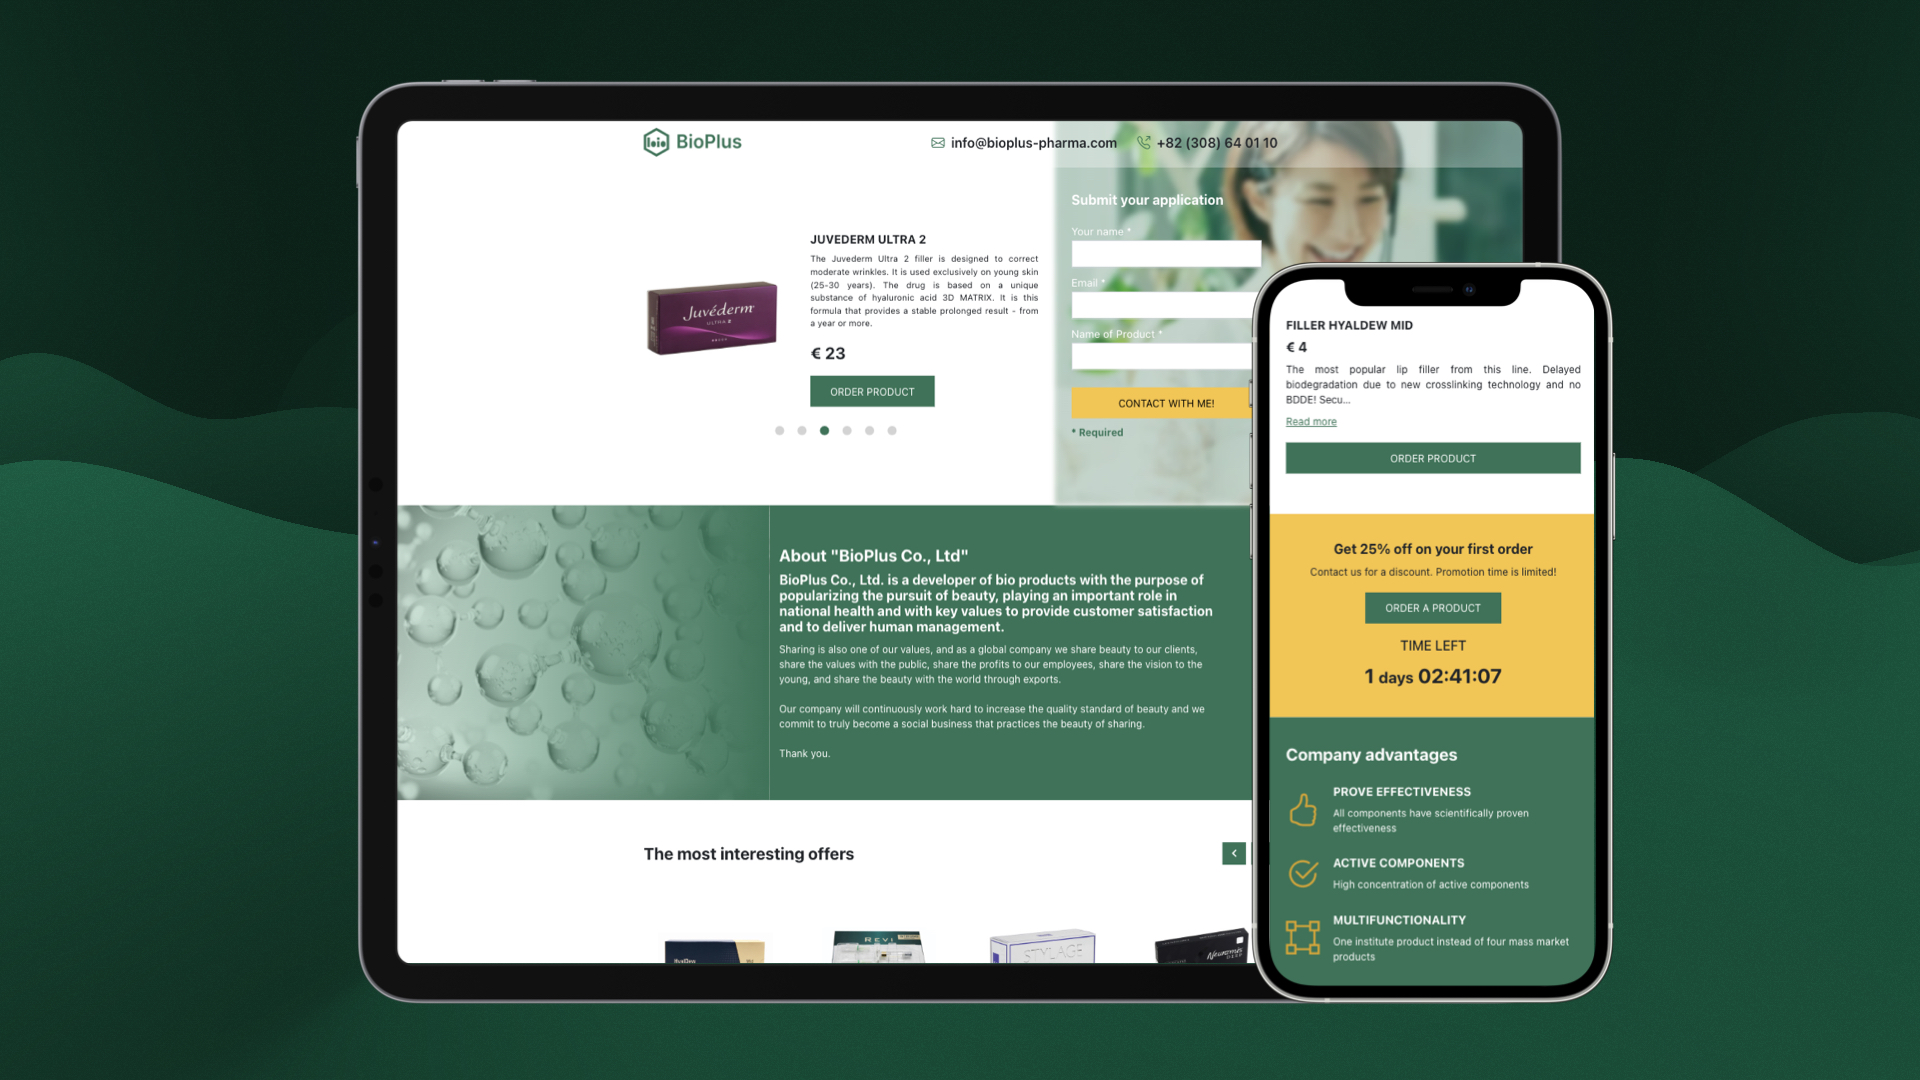 BioPlus
info@bioplus-pharma.com
+82 (308) 64 01 10
JUVEDERM ULTRA 2
The Juvederm Ultra 2 filler is designed to correct
moderate wrinkles. It is used exclusively on young skin
(25-30 years). The drug is based on a unique
substance of hyaluronic acid 3D MATRIX. It is this
formula that provides a stable prolonged result - from
a year or more.
€ 23
ORDER PRODUCT
Juvéderm
ULTRA 2
Submit your application
Your name *
Email *
Name of Product *
CONTACT WITH ME!
* Required
About "BioPlus Co., Ltd"
BioPlus Co., Ltd. is a developer of bio products with the purpose of
popularizing the pursuit of beauty, playing an important role in
national health and with key values to provide customer satisfaction
and to deliver human management.
Sharing is also one of our values, and as a global company we share beauty to our clients,
share the values with the public, share the profits to our employees, share the vision to the
young, and share the beauty with the world through exports.
Our company will continuously work hard to increase the quality standard of beauty and we
commit to truly become a social business that practices the beauty of sharing.
Thank you.
The most interesting offers
HyalDew
REVI
STYLAGE
Neuramis
FILLER HYALDEW MID
€ 4
The most popular lip filler from this line. Delayed
biodegradation due to new crosslinking technology and no
BDDE! Secu...
Read more
ORDER PRODUCT
Get 25% off on your first order
Contact us for a discount. Promotion time is limited!
ORDER A PRODUCT
TIME LEFT
1 days 02:41:07
Company advantages
PROVE EFFECTIVENESS
All components have scientifically proven
effectiveness
ACTIVE COMPONENTS
High concentration of active components
MULTIFUNCTIONALITY
One institute product instead of four mass market
products